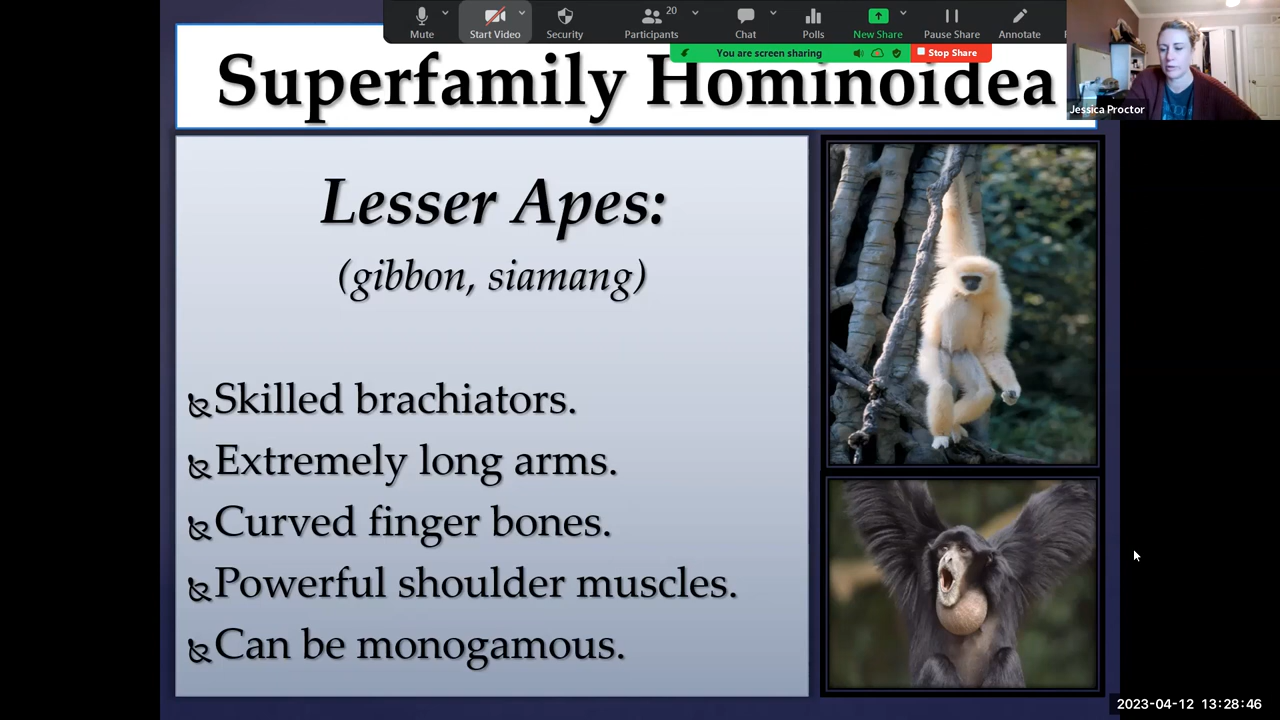 20
Mute
Start Video
Security
Participants
Chat
Polls
New Share
Pause Share
Annotate
You are screen sharing
Stop Share
Jessica Proctor
Superfamily Hominoidea
Lesser Apes:
(gibbon, siamang)
Skilled brachiators.
Extremely long arms.
Curved finger bones.
Powerful shoulder muscles.
Can be monogamous.
2023-04-12 13:28:46